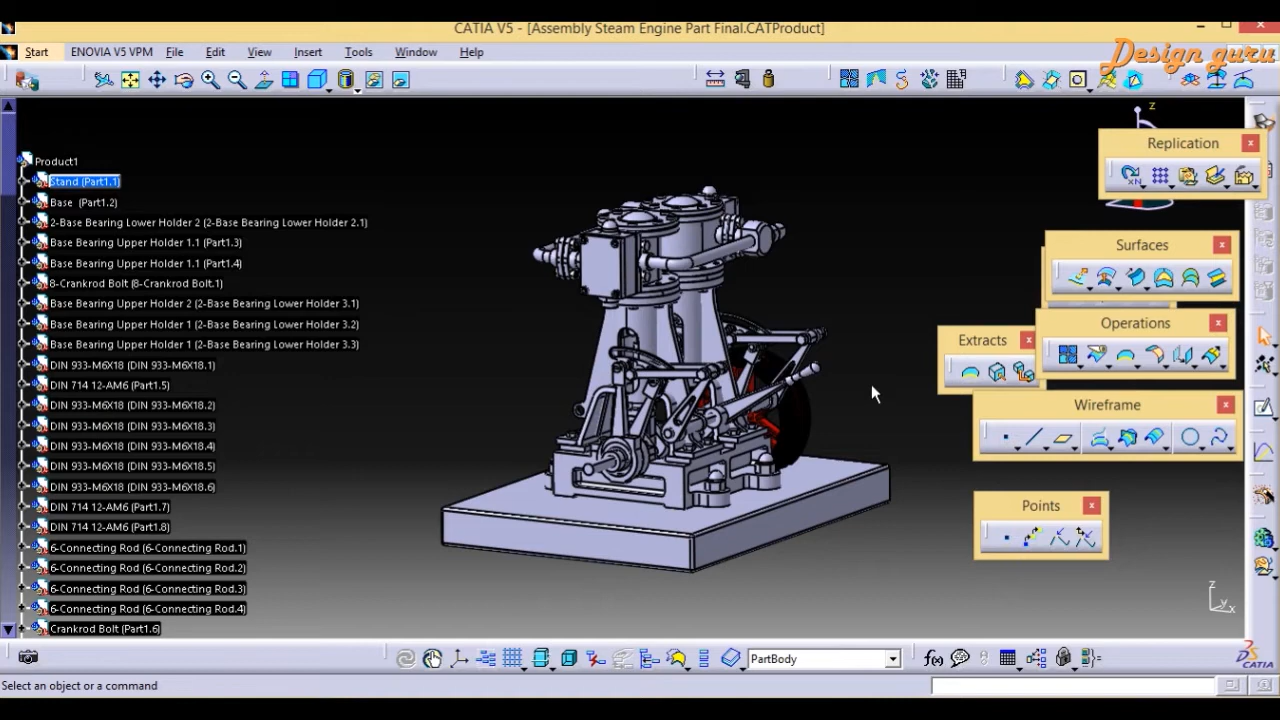 CATIA V5 - [Assembly Steam Engine Part Final.CATProduct]
Start ENOVIA V5 VPM File Edit View Insert Tools Window Help
Design guru
z
Replication
Product1
Stand (Part1.1)
Base (Part1.2)
2-Base Bearing Lower Holder 2 (2-Base Bearing Lower Holder 2.1)
Base Bearing Upper Holder 1.1 (Part1.3)
Base Bearing Upper Holder 1.1 (Part1.4)
8-Crankrod Bolt (8-Crankrod Bolt.1)
Base Bearing Upper Holder 2 (2-Base Bearing Lower Holder 3.1)
Base Bearing Upper Holder 1 (2-Base Bearing Lower Holder 3.2)
Base Bearing Upper Holder 1 (2-Base Bearing Lower Holder 3.3)
DIN 933-M6X18 (DIN 933-M6X18.1)
DIN 714 12-AM6 (Part1.5)
DIN 933-M6X18 (DIN 933-M6X18.2)
DIN 933-M6X18 (DIN 933-M6X18.3)
DIN 933-M6X18 (DIN 933-M6X18.4)
DIN 933-M6X18 (DIN 933-M6X18.5)
DIN 933-M6X18 (DIN 933-M6X18.6)
DIN 714 12-AM6 (Part1.7)
DIN 714 12-AM6 (Part1.8)
6-Connecting Rod (6-Connecting Rod.1)
6-Connecting Rod (6-Connecting Rod.2)
6-Connecting Rod (6-Connecting Rod.3)
6-Connecting Rod (6-Connecting Rod.4)
Crankrod Bolt (Part1.6)
Surfaces
Operations
Extracts
Wireframe
Points
z
y
x
PartBody
f(x)
CATIA
Select an object or a command